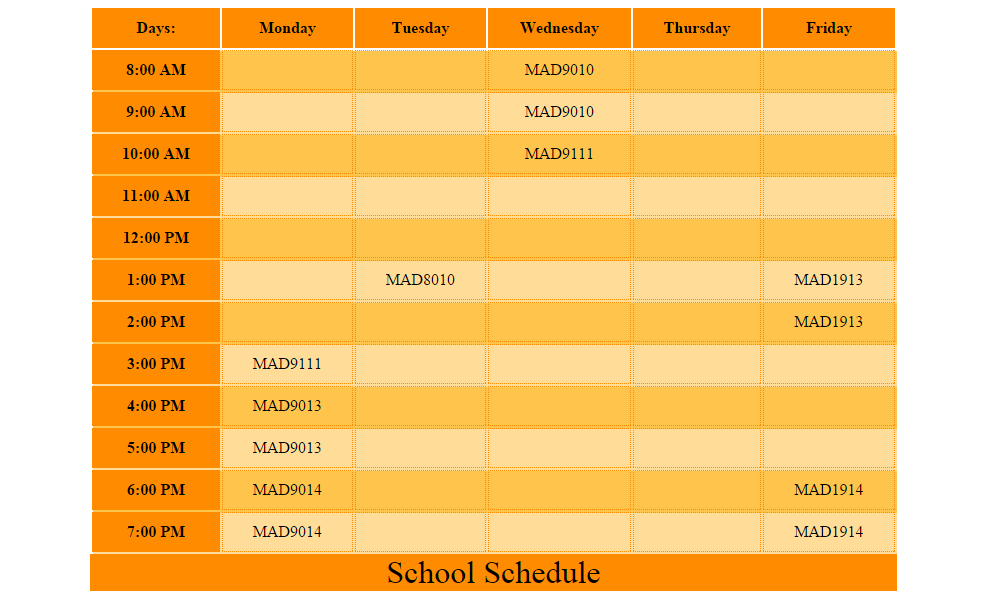 Days: Monday Tuesday Wednesday Thursday Friday
8:00 AM MAD9010
9:00 AM MAD9010
10:00 AM MAD9111
11:00 AM
12:00 PM
1:00 PM MAD8010 MAD1913
2:00 PM MAD1913
3:00 PM MAD9111
4:00 PM MAD9013
5:00 PM MAD9013
6:00 PM MAD9014 MAD1914
7:00 PM MAD9014 MAD1914
School Schedule